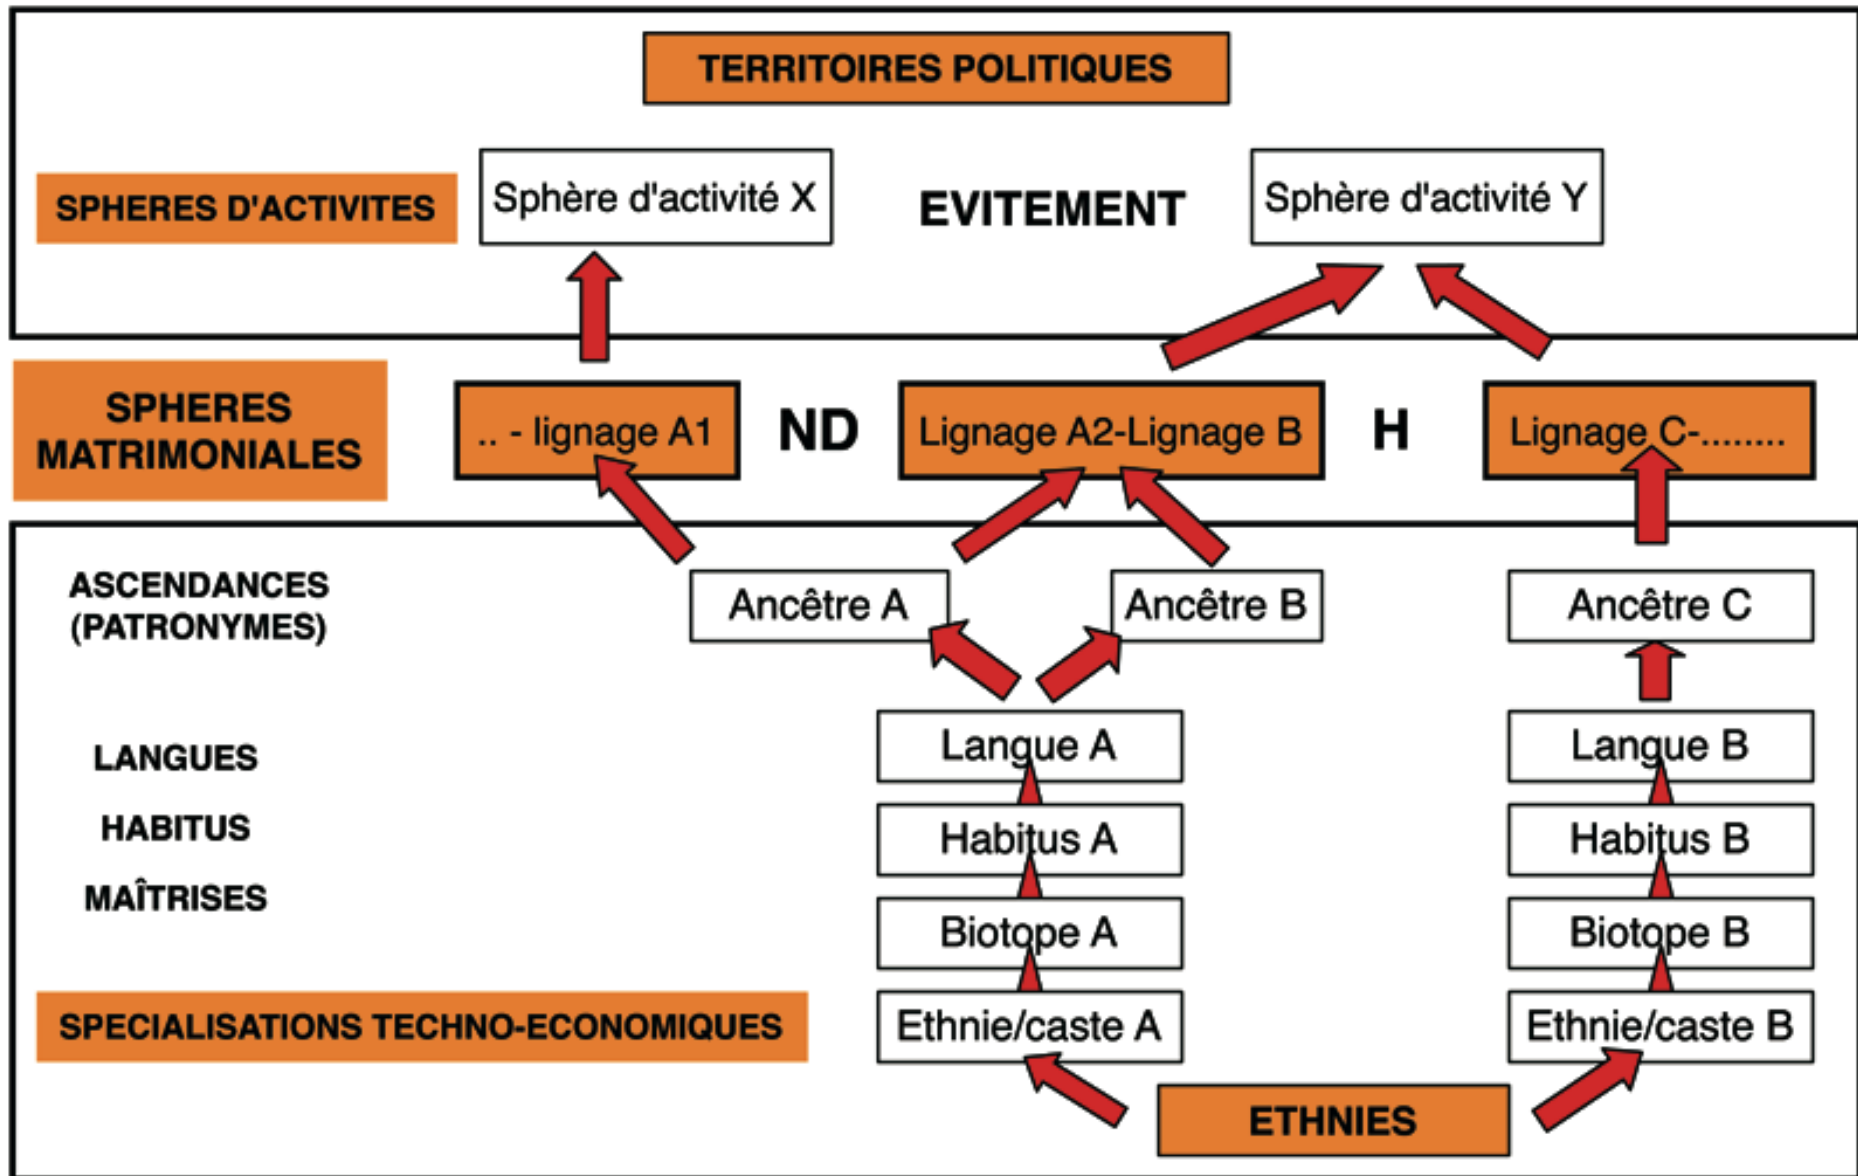 TERRITOIRES POLITIQUES
SPHERES D'ACTIVITES
Sphère d'activité X
EVITEMENT
Sphère d'activité Y
SPHERES
MATRIMONIALES
.. - lignage A1
ND
Lignage A2-Lignage B
H
Lignage C-........
ASCENDANCES
(PATRONYMES)
Ancêtre A
Ancêtre B
Ancêtre C
LANGUES
Langue A
Langue B
HABITUS
Habitus A
Habitus B
MAÎTRISES
Biotope A
Biotope B
SPECIALISATIONS TECHNO-ECONOMIQUES
Ethnie/caste A
Ethnie/caste B
ETHNIES